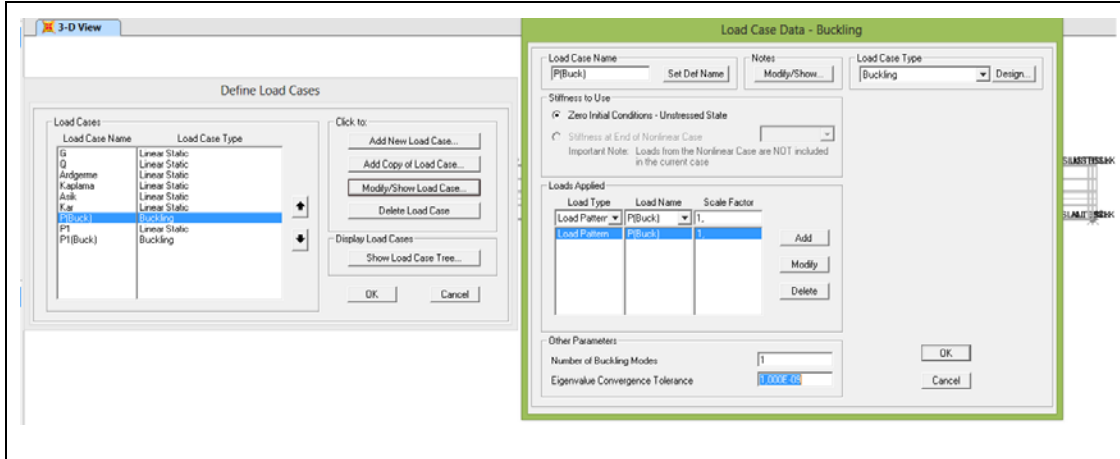 3-D View
Define Load Cases
Load Cases
Load Case Name Load Case Type
G Linear Static
Q Linear Static
Ardgerme Linear Static
Kaplama Linear Static
Asik Linear Static
Kar Linear Static
P(Buck) Buckling
P1 Linear Static
P1(Buck) Buckling
Click to:
Add New Load Case...
Add Copy of Load Case...
Modify/Show Load Case...
Delete Load Case
Display Load Cases
Show Load Case Tree...
OK Cancel
Load Case Data - Buckling
Load Case Name
P(Buck) Set Def Name
Notes
Modify/Show...
Load Case Type
Buckling Design...
Stiffness to Use
Zero Initial Conditions - Unstressed State
Stiffness at End of Nonlinear Case
Important Note: Loads from the Nonlinear Case are NOT included
in the current case
Loads Applied
Load Type Load Name Scale Factor
Load Pattern P(Buck) 1,
Load Pattern P(Buck) 1,
Add
Modify
Delete
Other Parameters
Number of Buckling Modes 1
Eigenvalue Convergence Tolerance 1,000E-09
OK
Cancel